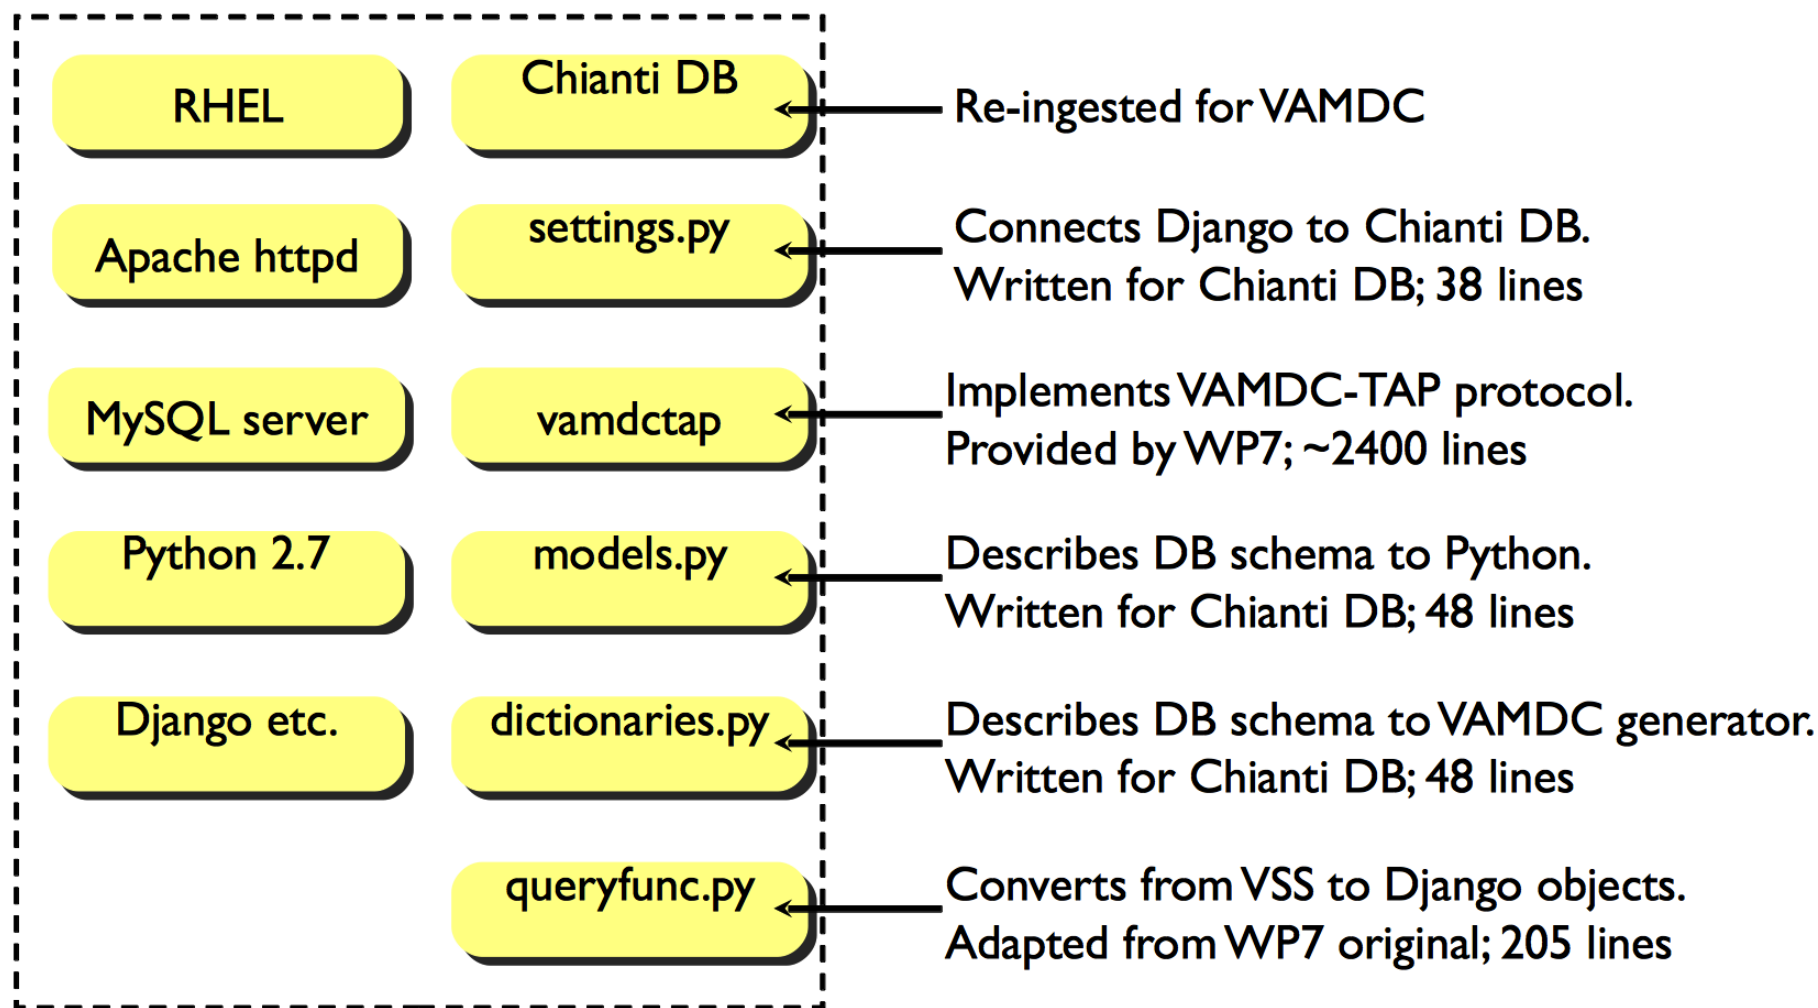 RHEL
Chianti DB
Re-ingested for VAMDC
Apache httpd
settings.py
Connects Django to Chianti DB.
Written for Chianti DB; 38 lines
MySQL server
vamdctap
Implements VAMDC-TAP protocol.
Provided by WP7; ~2400 lines
Python 2.7
models.py
Describes DB schema to Python.
Written for Chianti DB; 48 lines
Django etc.
dictionaries.py
Describes DB schema to VAMDC generator.
Written for Chianti DB; 48 lines
queryfunc.py
Converts from VSS to Django objects.
Adapted from WP7 original; 205 lines